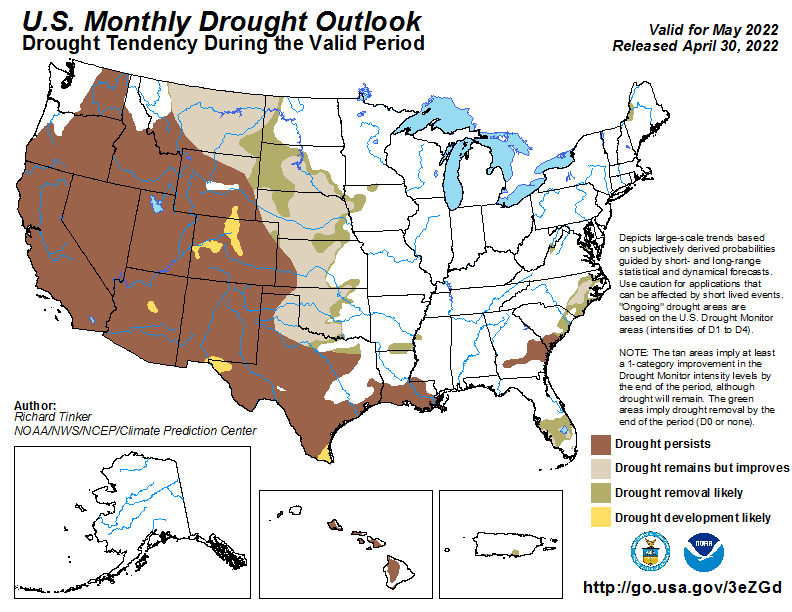 U.S. Monthly Drought Outlook
Drought Tendency During the Valid Period
Valid for May 2022
Released April 30, 2022
Depicts large-scale trends based
on subjectively derived probabilities
guided by short- and long-range
statistical and dynamical forecasts.
Use caution for applications that
can be affected by short lived events.
"Ongoing" drought areas are
based on the U.S. Drought Monitor
areas (intensities of D1 to D4).
NOTE: The tan areas imply at least
a 1-category improvement in the
Drought Monitor intensity levels by
the end of the period, although
drought will remain. The green
areas imply drought removal by the
end of the period (D0 or none).
Author:
Richard Tinker
NOAA/NWS/NCEP/Climate Prediction Center
Drought persists
Drought remains but improves
Drought removal likely
Drought development likely
NOAA
http://go.usa.gov/3eZGd